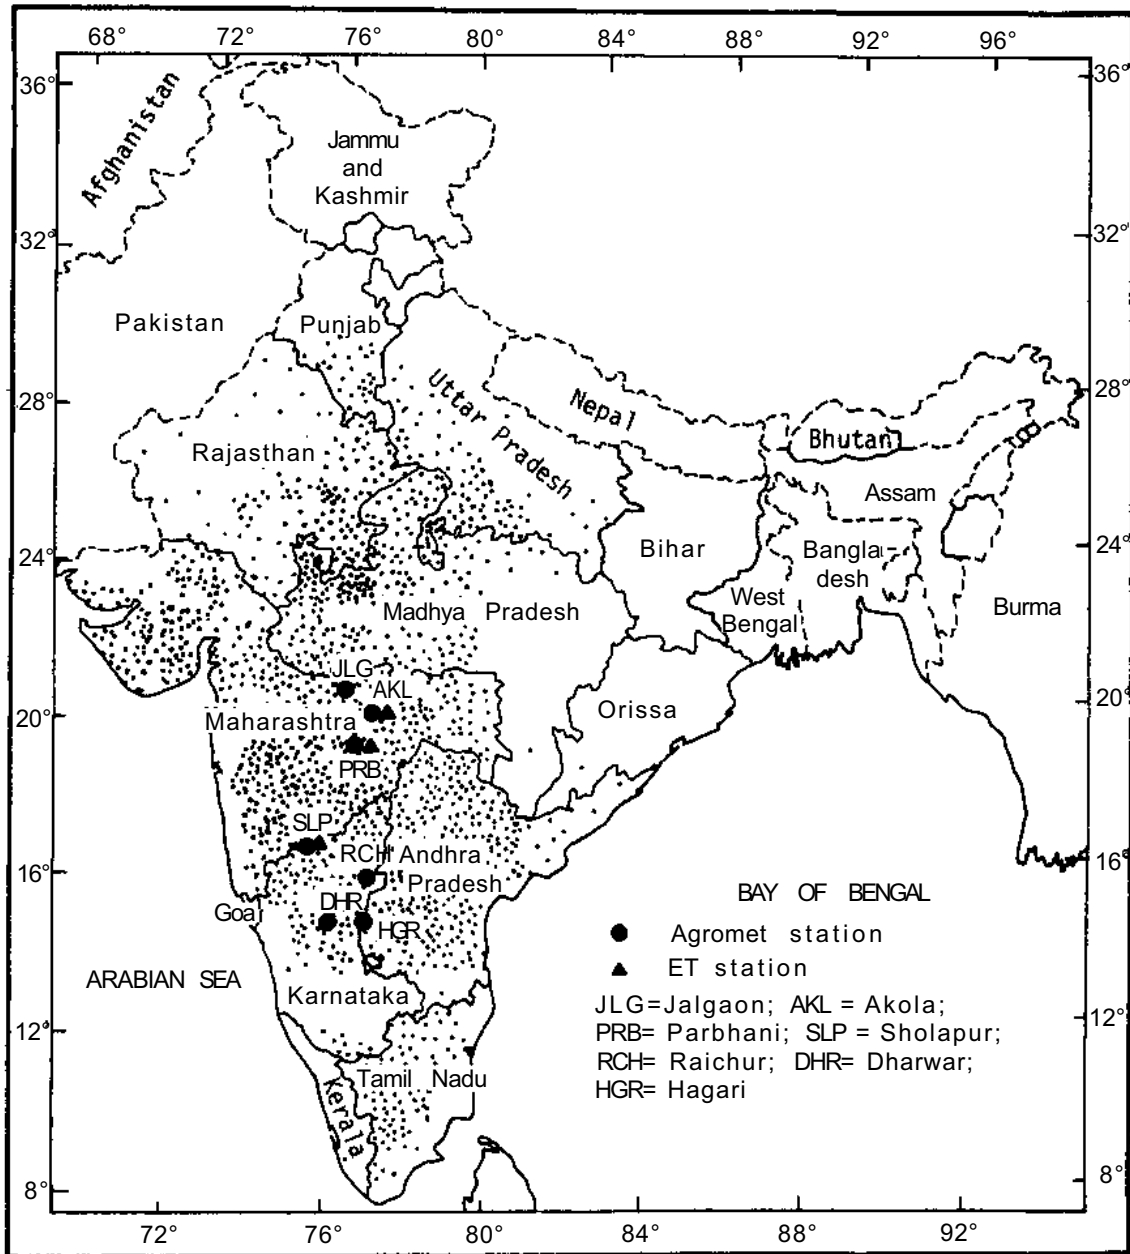 68° 72° 76° 80° 84° 88° 92° 96°
36° 36°
Afghanistan
Jammu
and
Kashmir
32° 32°
Pakistan
Punjab
28° 28°
Uttar Pradesh
Nepal
Bhutan
Rajasthan
Assam
24° 24°
Bihar
Bangla
desh
West
Bengal
Burma
Madhya Pradesh
JLG
AKL
20° 20°
Maharashtra
Orissa
PRB
SLP
RCH
Andhra
Pradesh
16° 16°
DHR
HGR
Goa
BAY OF BENGAL
Agromet station
ET station
ARABIAN SEA
Karnataka
JLG=Jalgaon; AKL = Akola;
PRB= Parbhani; SLP = Sholapur;
RCH= Raichur; DHR= Dharwar;
HGR= Hagari
12° 12°
Tamil Nadu
Kerala
8° 8°
72° 76° 80° 84° 88° 92°